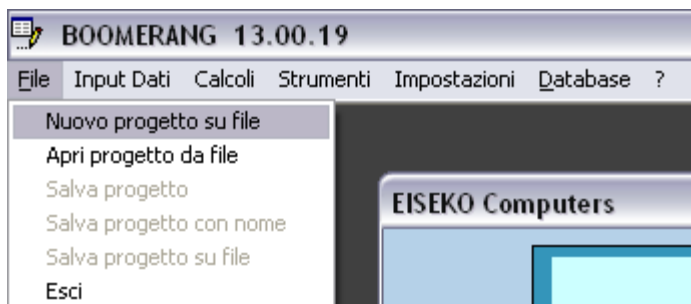 BOOMERANG 13.00.19
File Input Dati Calcoli Strumenti Impostazioni Database ?
Nuovo progetto su file
Apri progetto da file
Salva progetto
Salva progetto con nome
Salva progetto su file
Esci
EISEKO Computers